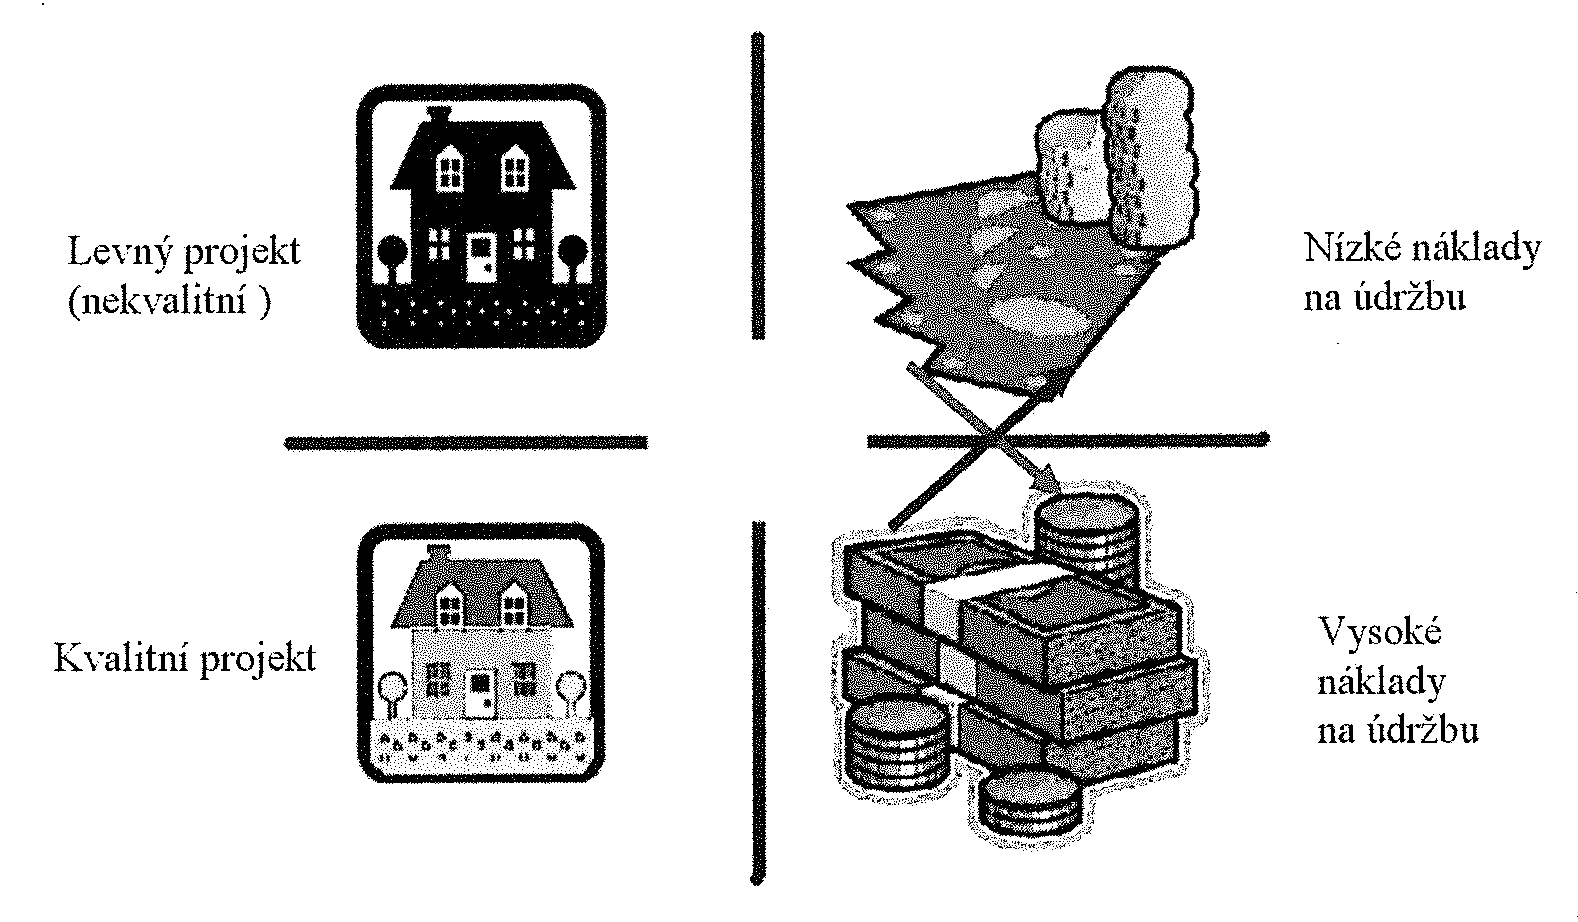 Levný projekt
(nekvalitní )
Nízké náklady
na údržbu
Kvalitní projekt
Vysoké
náklady
na údržbu